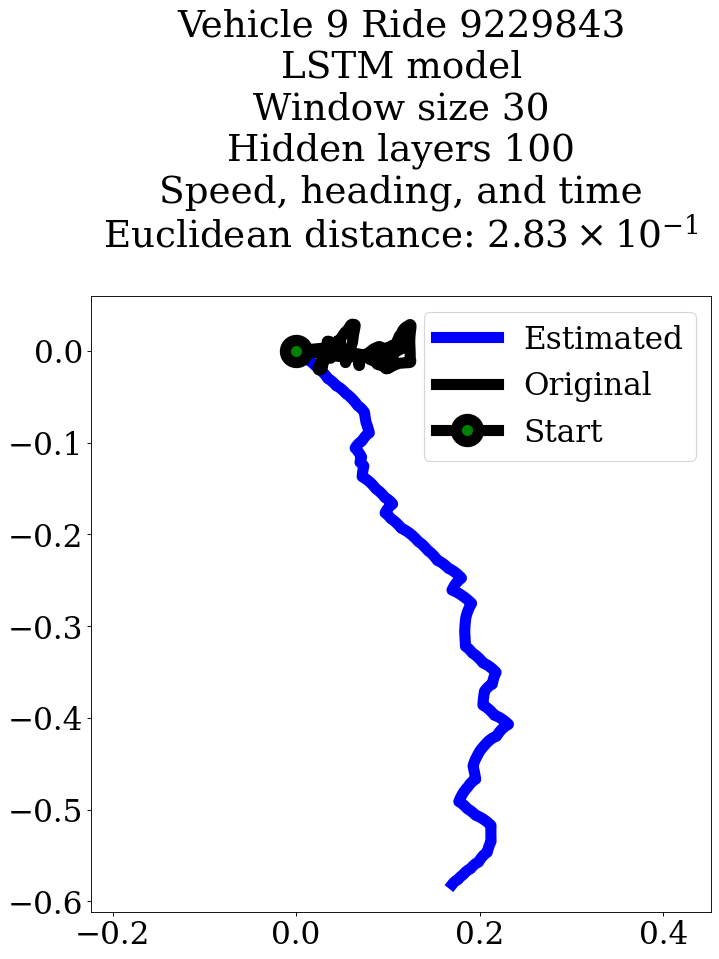 Vehicle 9 Ride 9229843
LSTM model
Window size 30
Hidden layers 100
Speed, heading, and time
Euclidean distance: $2.83 \times 10^{-1}$
Estimated
Original
Start
0.0
−0.1
−0.2
−0.3
−0.4
−0.5
−0.6
−0.2 0.0 0.2 0.4